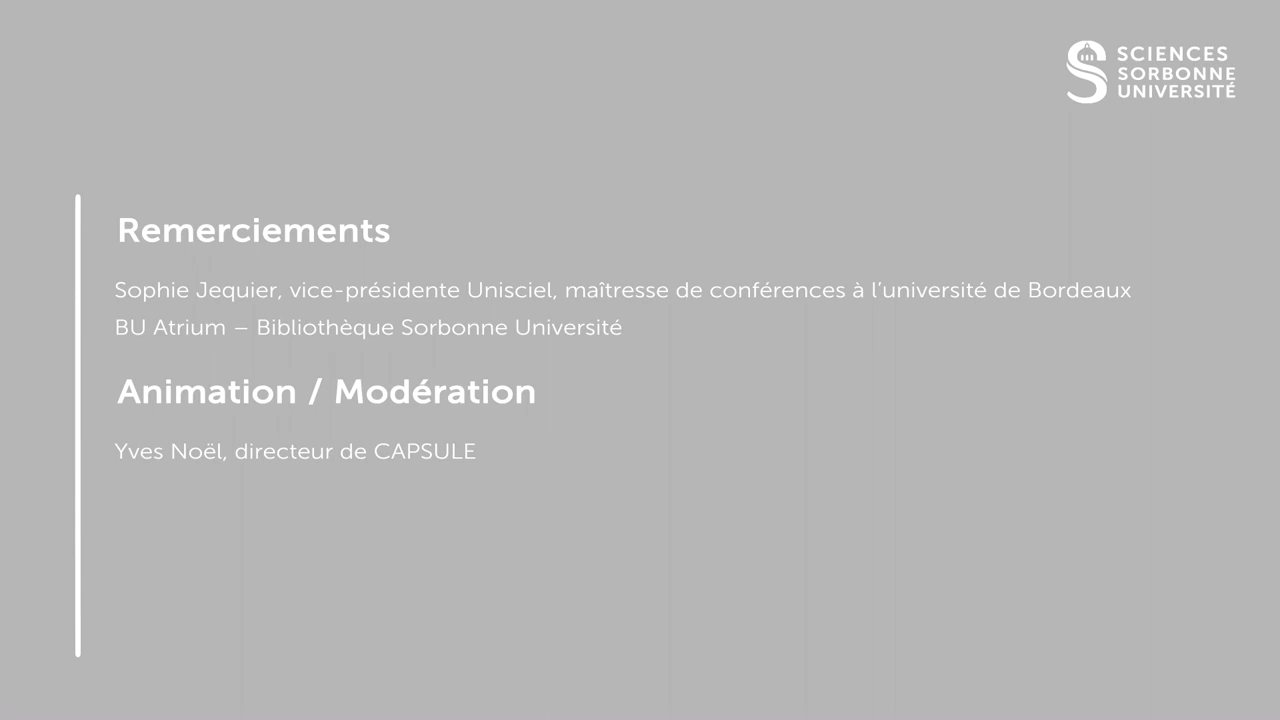 SCIENCES
SORBONNE
UNIVERSITÉ
Remerciements
Sophie Jequier, vice-présidente Unisciel, maîtresse de conférences à l’université de Bordeaux
BU Atrium – Bibliothèque Sorbonne Université
Animation / Modération
Yves Noël, directeur de CAPSULE